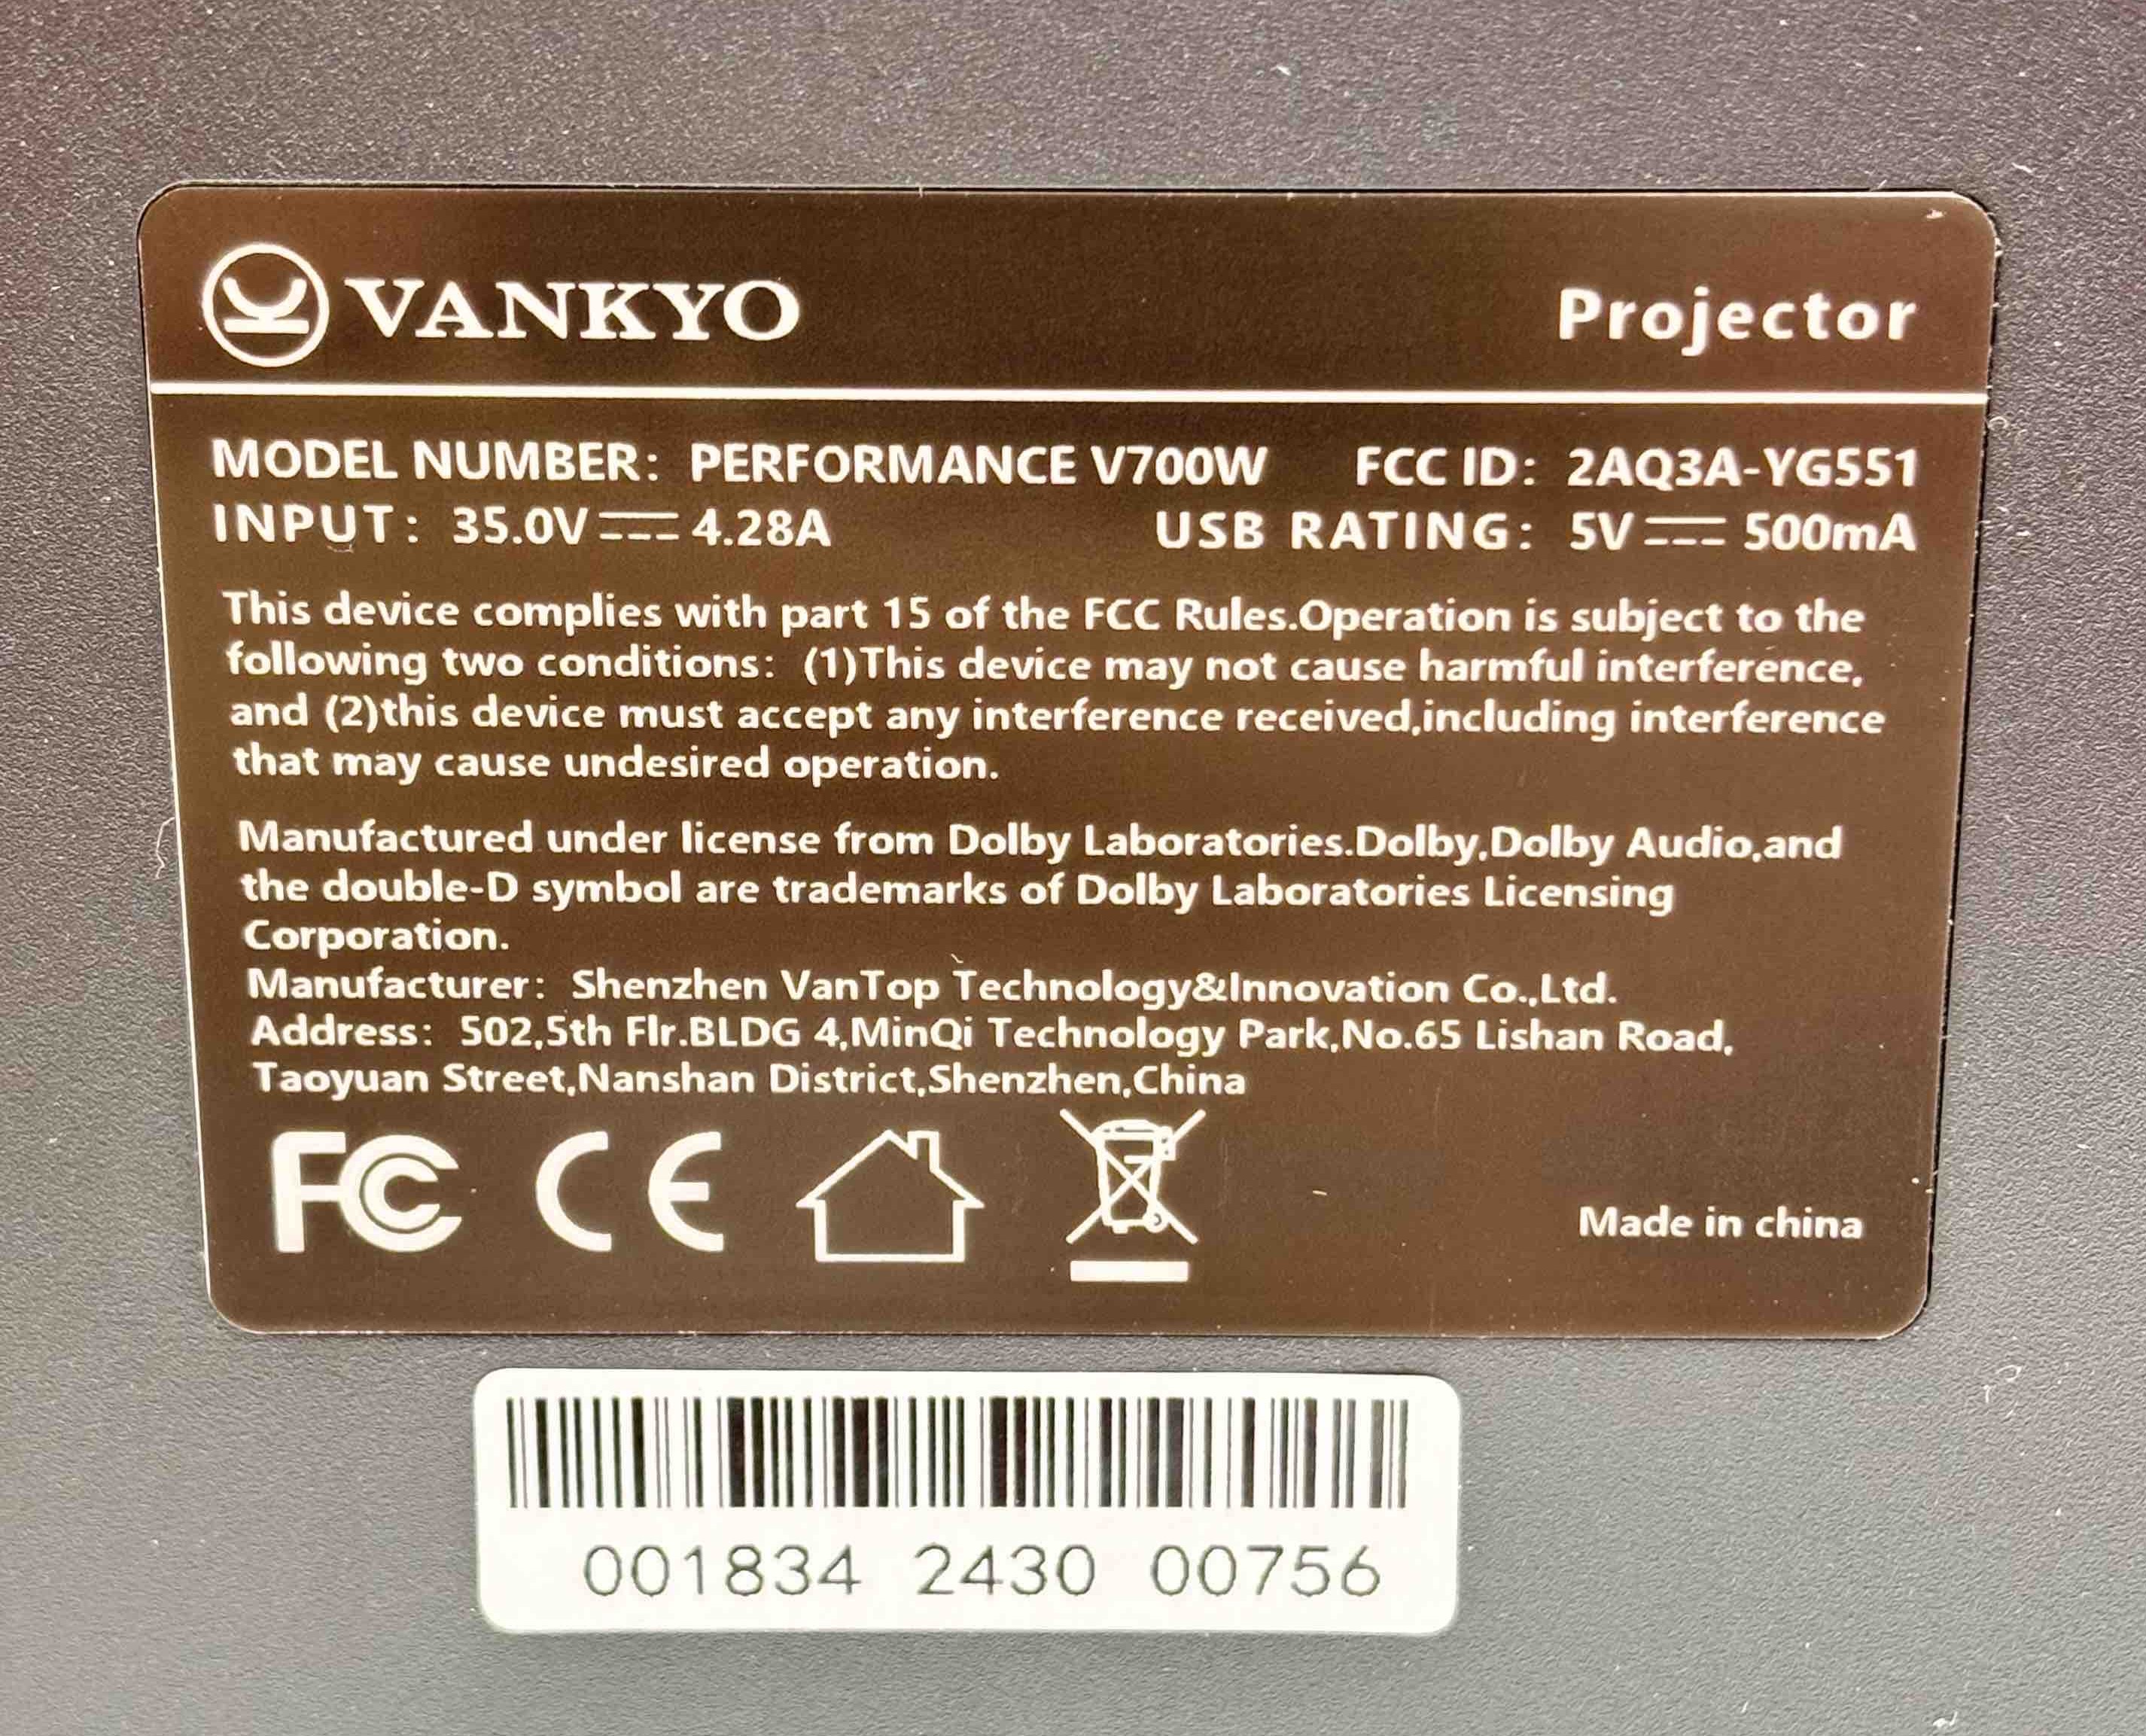 VANKYO Projector
MODEL NUMBER: PERFORMANCE V700W FCC ID: 2AQ3A-YG551
INPUT: 35.0V⎓4.28A USB RATING: 5V⎓500mA
This device complies with part 15 of the FCC Rules.Operation is subject to the
following two conditions: (1)This device may not cause harmful interference,
and (2)this device must accept any interference received,including interference
that may cause undesired operation.
Manufactured under license from Dolby Laboratories.Dolby,Dolby Audio,and
the double-D symbol are trademarks of Dolby Laboratories Licensing
Corporation.
Manufacturer: Shenzhen VanTop Technology&Innovation Co.,Ltd.
Address: 502,5th Flr.BLDG 4,MinQi Technology Park,No.65 Lishan Road,
Taoyuan Street,Nanshan District,Shenzhen,China
FC CE
Made in china
001834 2430 00756